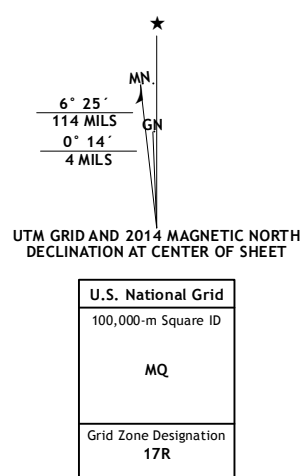 ★
MN.
6° 25´
114 MILS
GN
0° 14´
4 MILS
UTM GRID AND 2014 MAGNETIC NORTH
DECLINATION AT CENTER OF SHEET
U.S. National Grid
100,000-m Square ID
MQ
Grid Zone Designation
17R